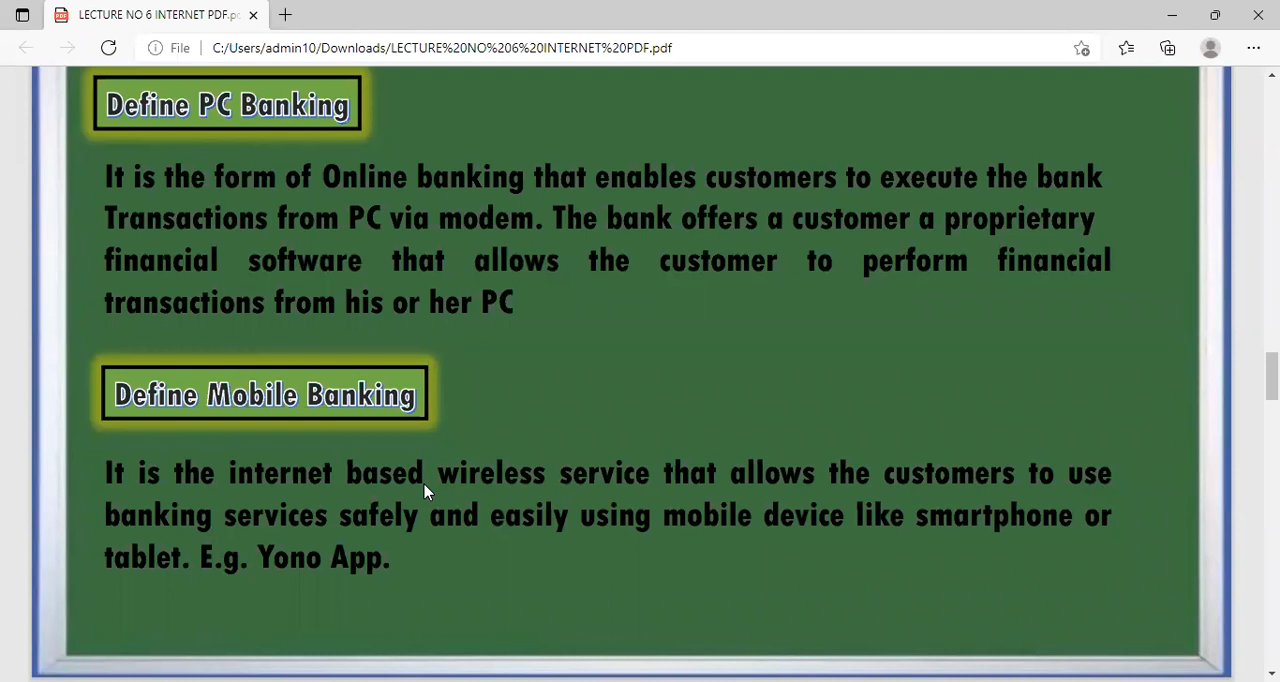 LECTURE NO 6 INTERNET PDF.pd
File C:/Users/admin10/Downloads/LECTURE%20NO%206%20INTERNET%20PDF.pdf
Define PC Banking
It is the form of Online banking that enables customers to execute the bank
Transactions from PC via modem. The bank offers a customer a proprietary
financial software that allows the customer to perform financial
transactions from his or her PC
Define Mobile Banking
It is the internet based wireless service that allows the customers to use
banking services safely and easily using mobile device like smartphone or
tablet. E.g. Yono App.